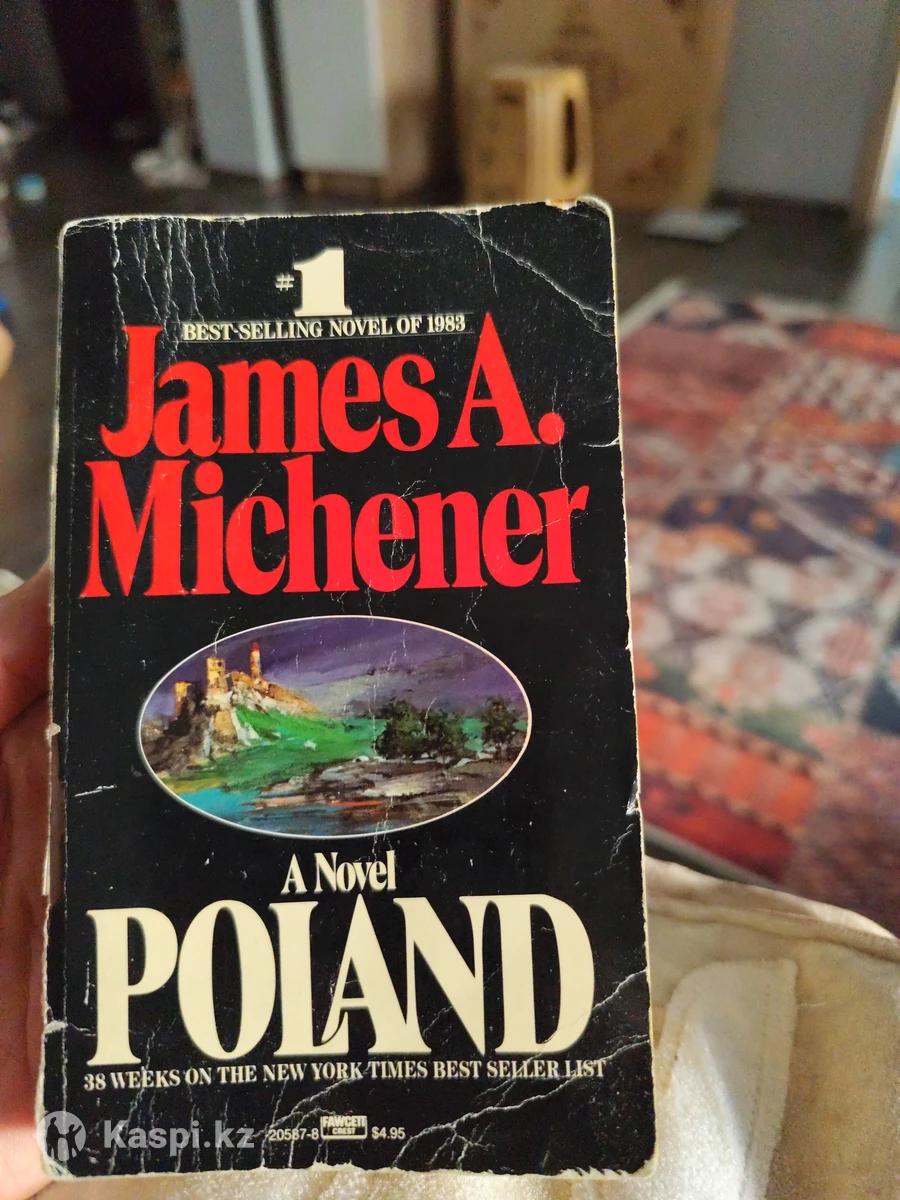 #1
BEST-SELLING NOVEL OF 1983
James A.
Michener
A Novel
POLAND
38 WEEKS ON THE NEW YORK TIMES BEST SELLER LIST
20587-8 FAWCETT CREST $4.95
Kaspi.kz